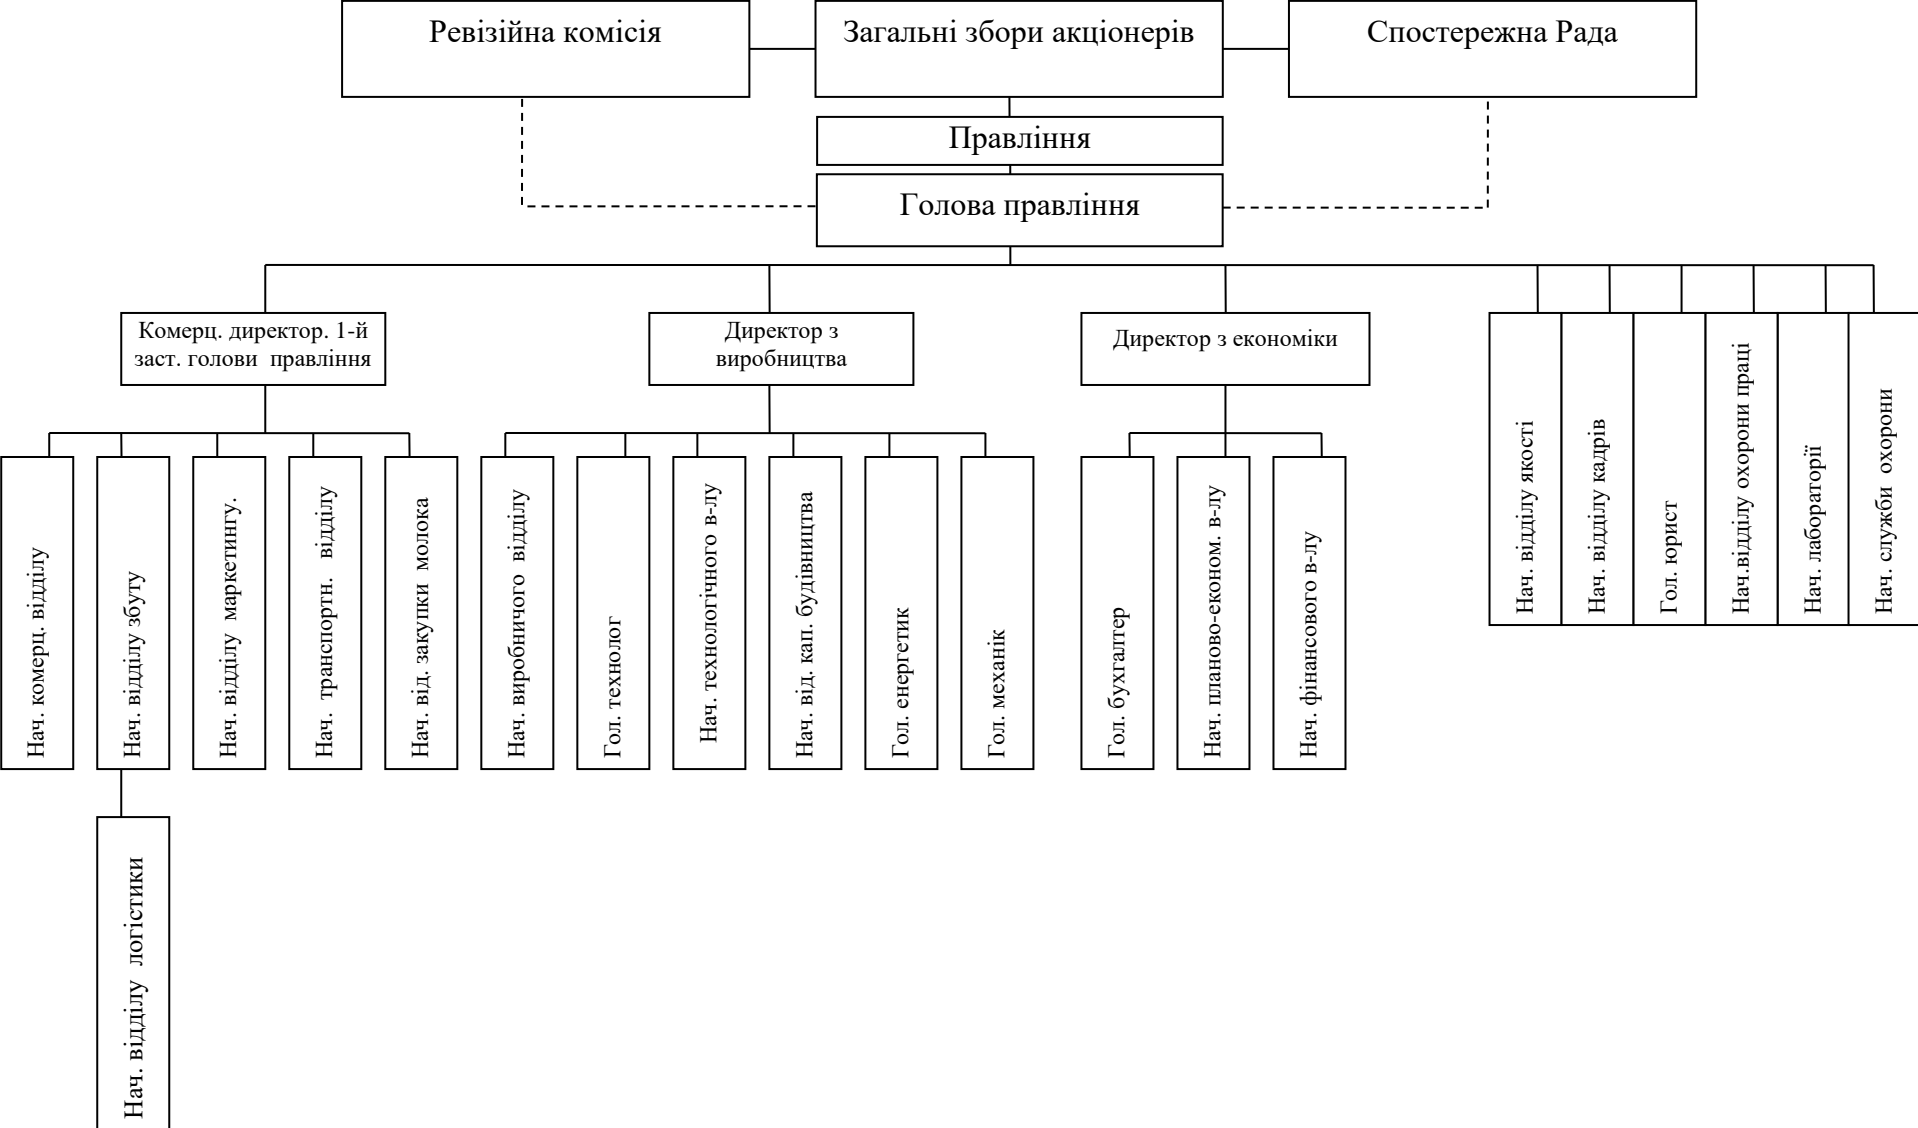 Ревізійна комісія
Загальні збори акціонерів
Спостережна Рада
Правління
Голова правління
Комерц. директор. 1-й
заст. голови правління
Директор з
виробництва
Директор з економіки
Нач. відділу якості
Нач. відділу кадрів
Гол. юрист
Нач.відділу охорони праці
Нач. лабораторії
Нач. служби охорони
Нач. комерц. відділу
Нач. відділу збуту
Нач. відділу маркетингу.
Нач. транспортн. відділу
Нач. від. закупки молока
Нач. виробничого відділу
Гол. технолог
Нач. технологічного в-лу
Нач. від. кап. будівництва
Гол. енергетик
Гол. механік
Гол. бухгалтер
Нач. планово-економ. в-лу
Нач. фінансового в-лу
Нач. відділу логістики